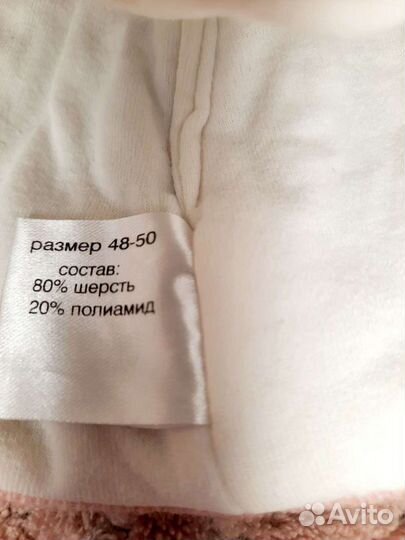 размер 48-50
состав:
80% шерсть
20% полиамид
Avito